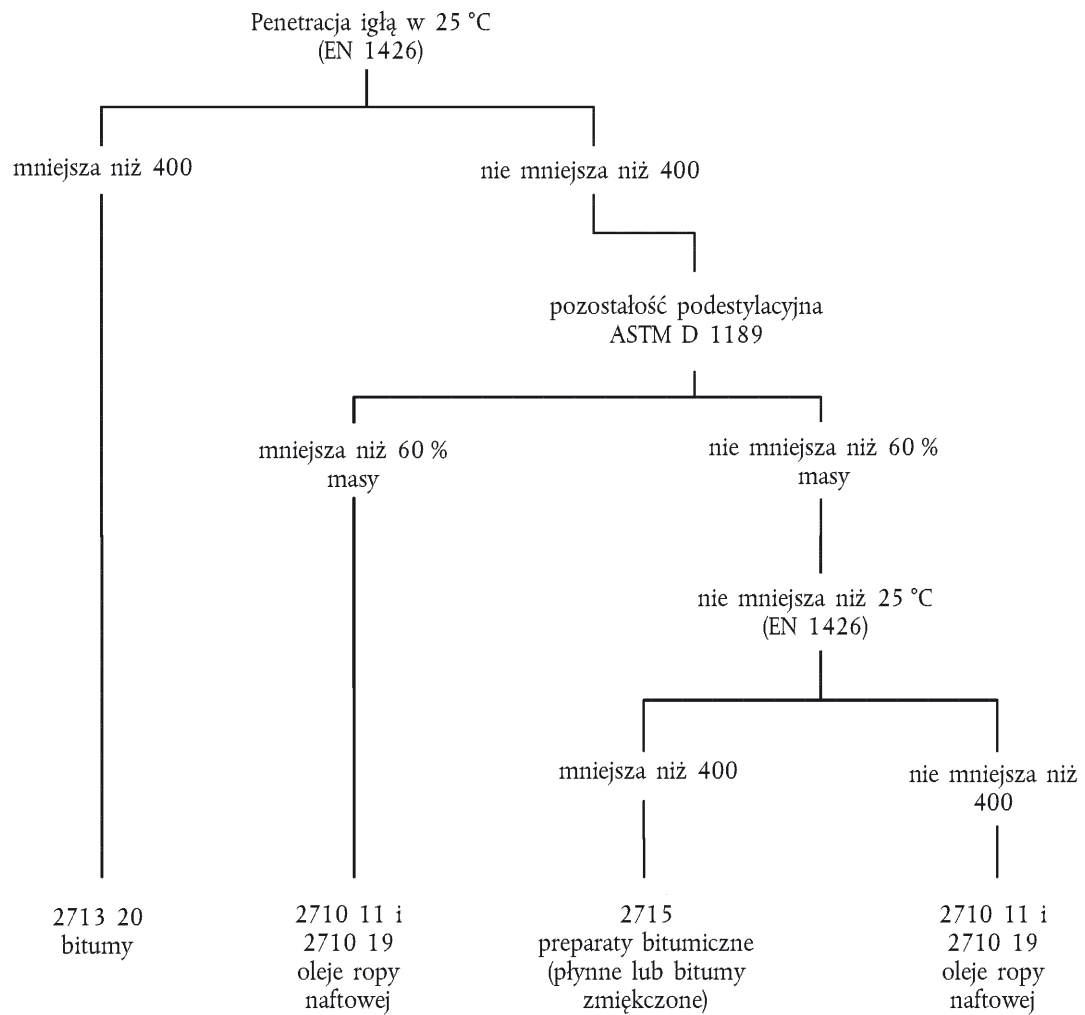 Penetracja igłą w 25 °C
(EN 1426)
mniejsza niż 400
nie mniejsza niż 400
pozostałość podestylacyjna
ASTM D 1189
mniejsza niż 60 %
masy
nie mniejsza niż 60 %
masy
nie mniejsza niż 25 °C
(EN 1426)
mniejsza niż 400
nie mniejsza niż
400
2713 20
bitumy
2710 11 i
2710 19
oleje ropy
naftowej
2715
preparaty bitumiczne
(płynne lub bitumy
zmiękczone)
2710 11 i
2710 19
oleje ropy
naftowej